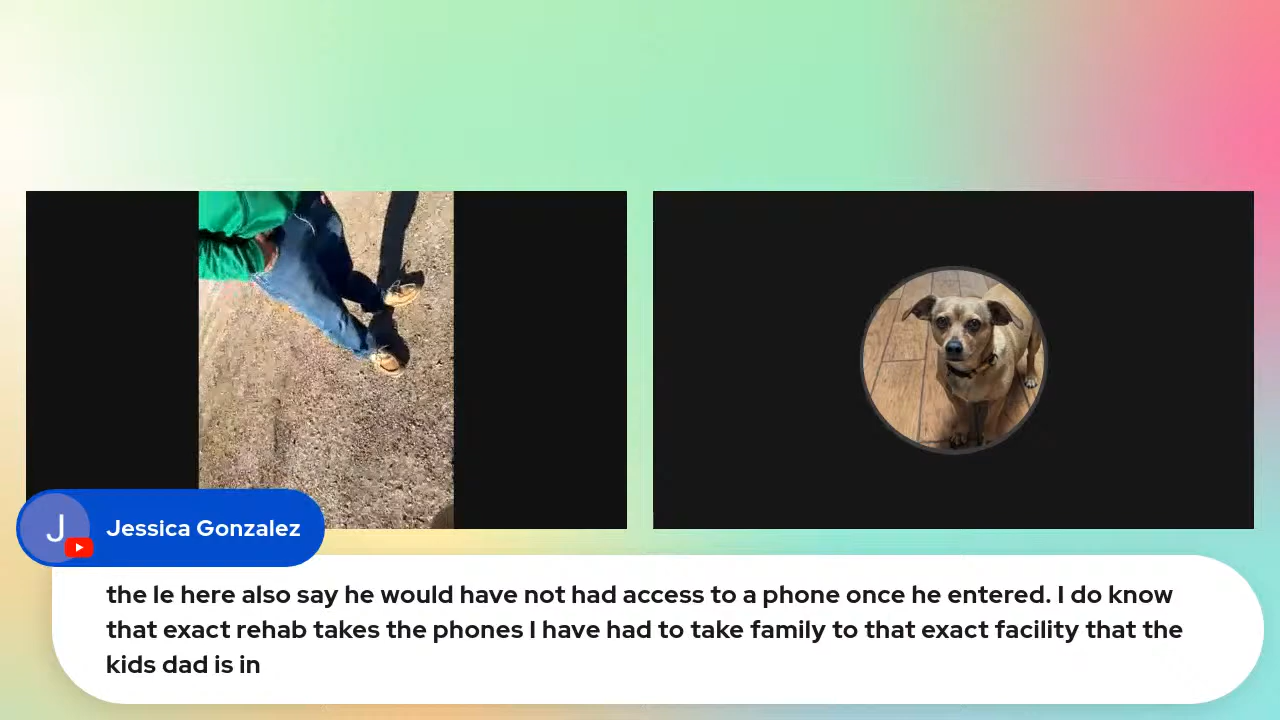 J
Jessica Gonzalez
the le here also say he would have not had access to a phone once he entered. I do know
that exact rehab takes the phones I have had to take family to that exact facility that the
kids dad is in